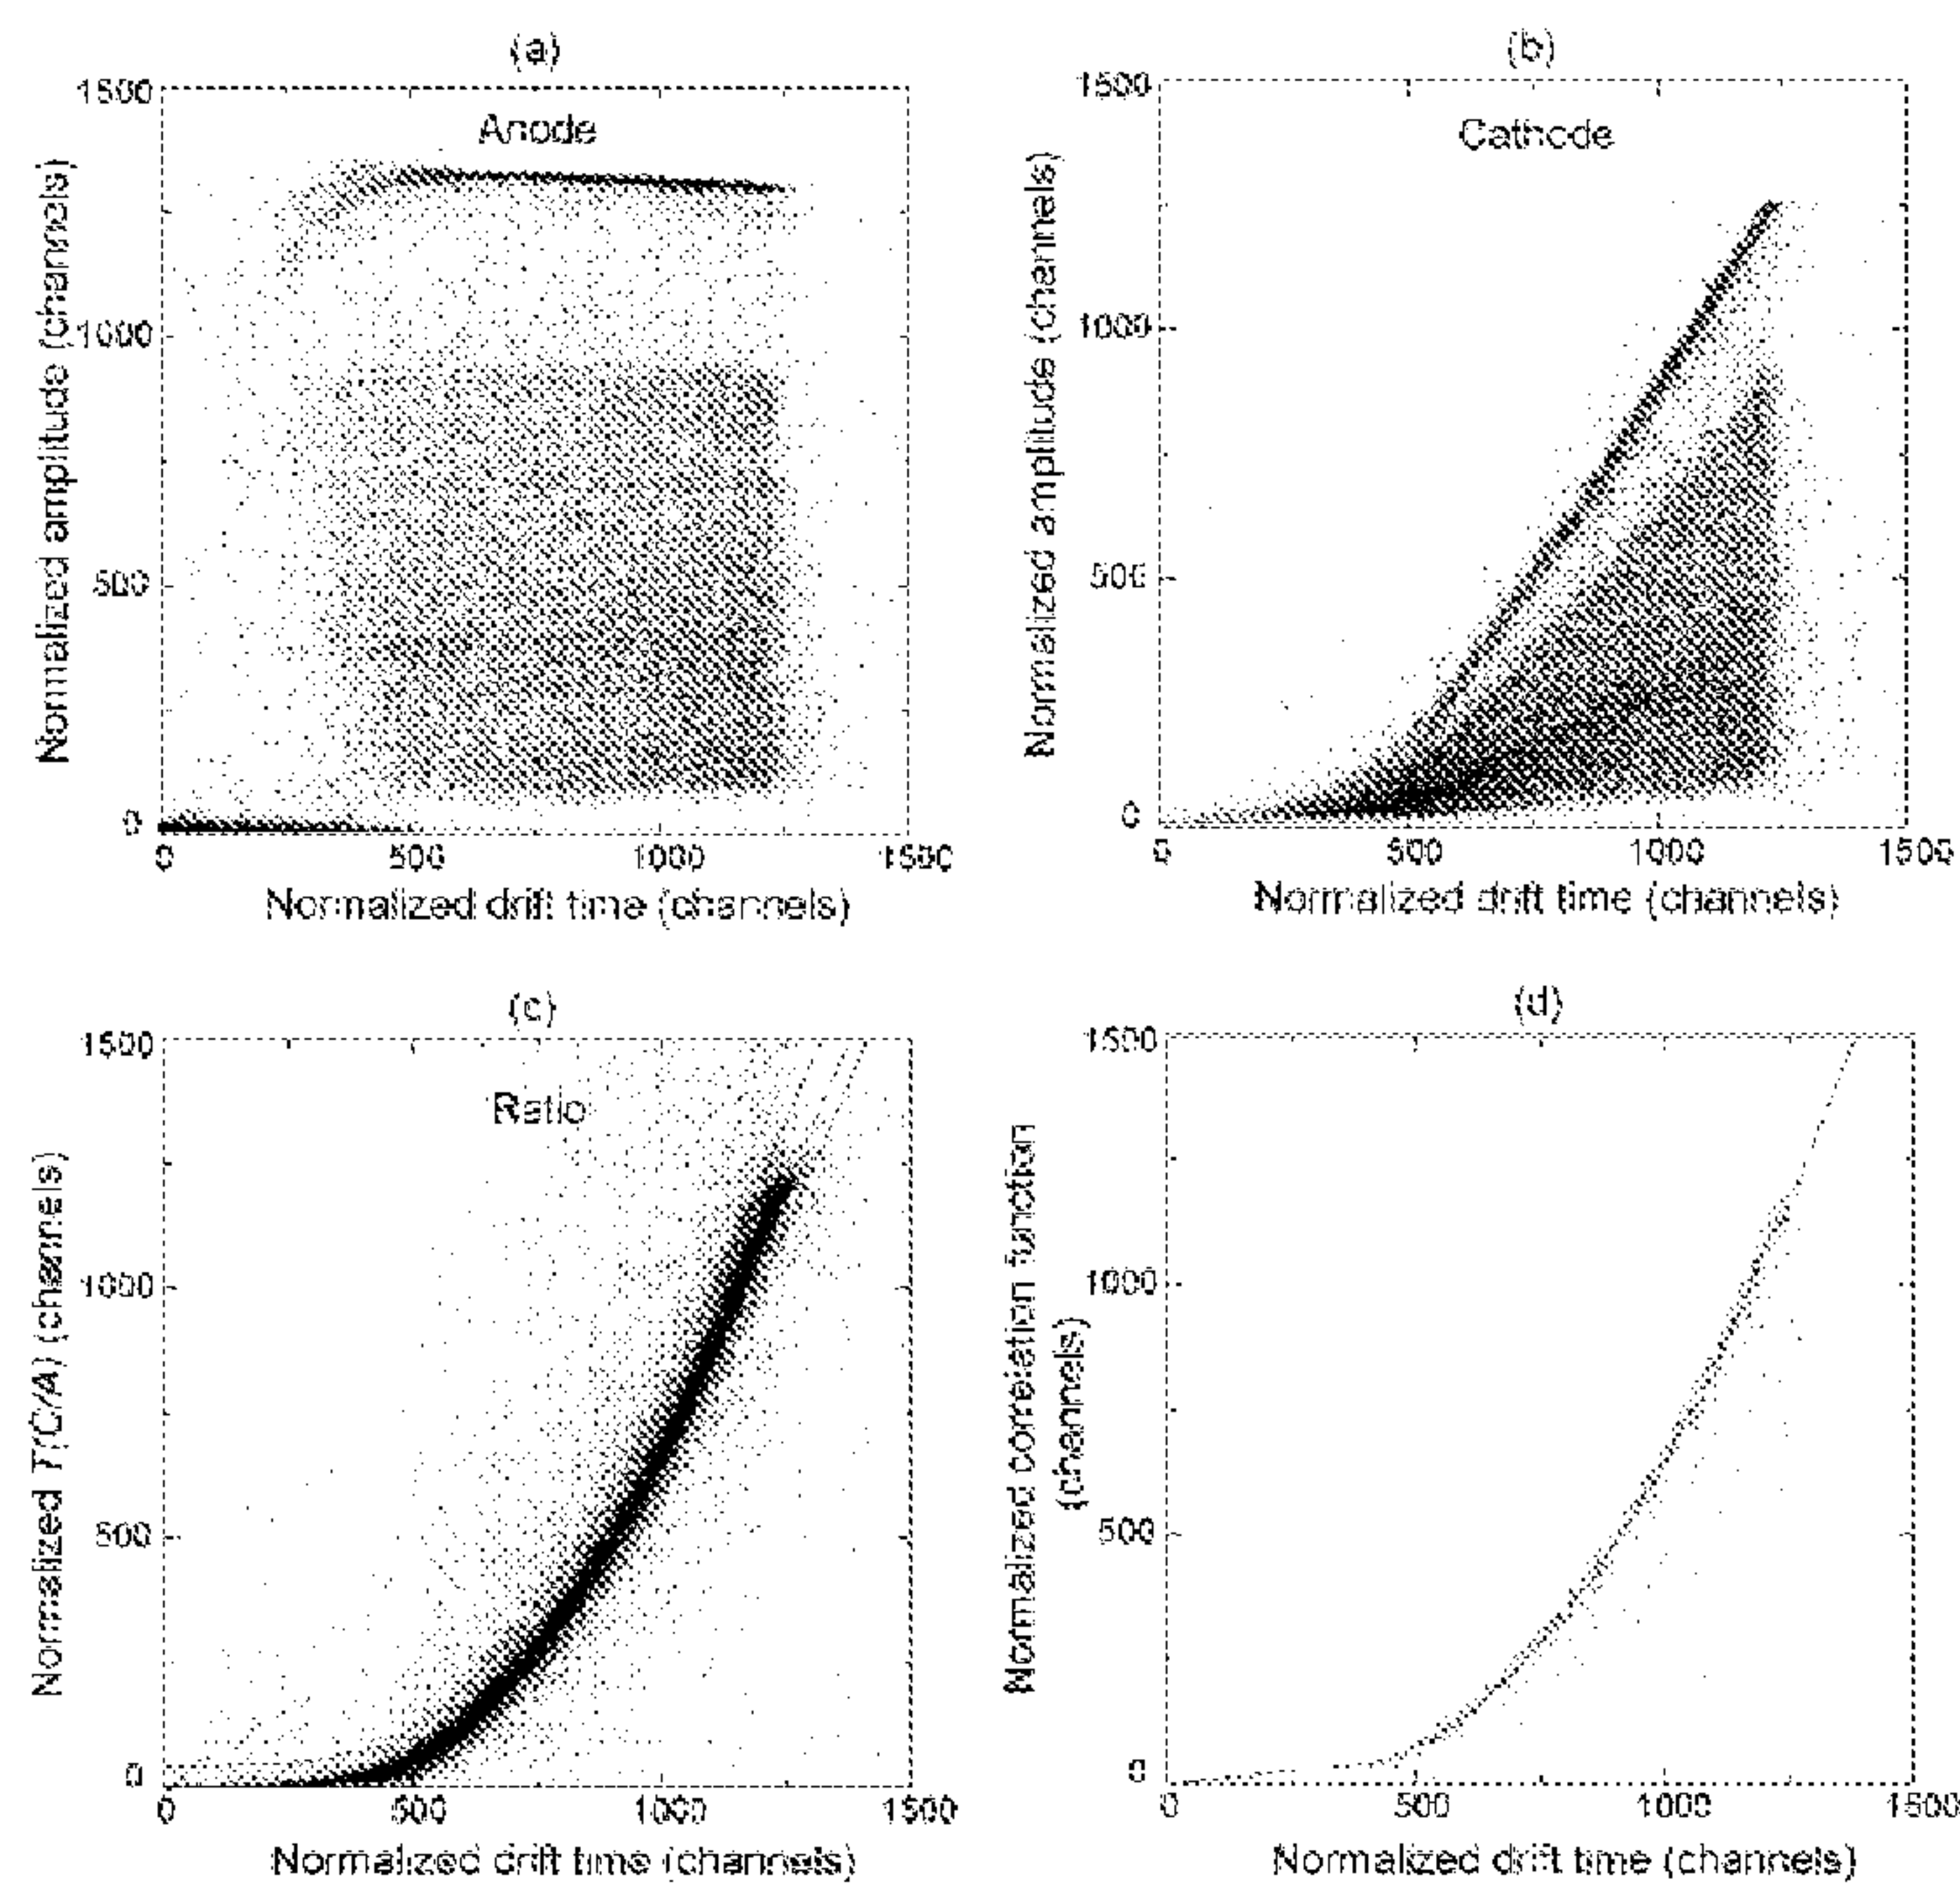 (a)
Anode
1500
1000
500
0
0 500 1000 1500
Normalized amplitude (channels)
Normalized drift time (channels)
(b)
Cathode
1500
1000
500
0
0 500 1000 1500
Normalized amplitude (channels)
Normalized drift time (channels)
(c)
Ratio
1500
1000
500
0
0 500 1000 1500
Normalized T(C/A) (channels)
Normalized drift time (channels)
(d)
1500
1000
500
0
0 500 1000 1500
Normalized correlation function
(channels)
Normalized drift time (channels)